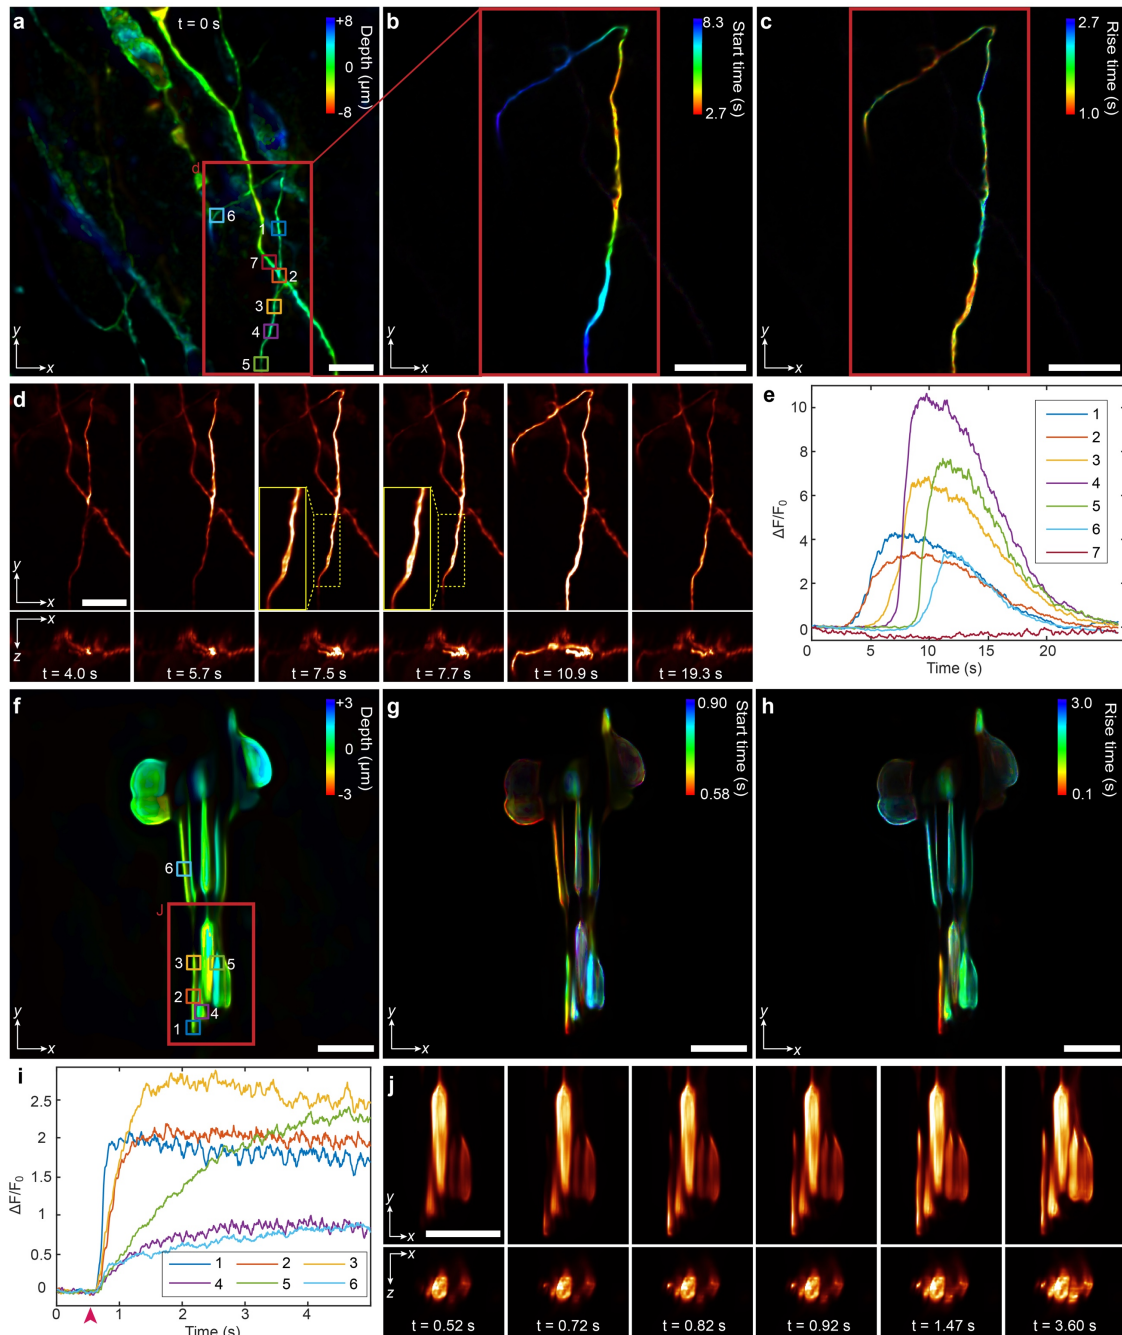 a
t = 0 s
+8
0
-8
Depth (μm)
d
6
1
7
2
3
4
5
y
x
b
8.3
2.7
Start time (s)
y
x
c
2.7
1.0
Rise time (s)
y
x
d
y
x
z
t = 4.0 s
t = 5.7 s
t = 7.5 s
t = 7.7 s
t = 10.9 s
t = 19.3 s
e
ΔF/F0
10
8
6
4
2
0
0
5
10
15
20
Time (s)
1
2
3
4
5
6
7
f
+3
0
-3
Depth (μm)
6
J
3
5
2
4
1
y
x
g
0.90
0.58
Start time (s)
y
x
h
3.0
0.1
Rise time (s)
y
x
i
ΔF/F0
2.5
2
1.5
1
0.5
0
0
1
2
3
4
Time (s)
1
2
3
4
5
6
j
y
x
x
z
t = 0.52 s
t = 0.72 s
t = 0.82 s
t = 0.92 s
t = 1.47 s
t = 3.60 s